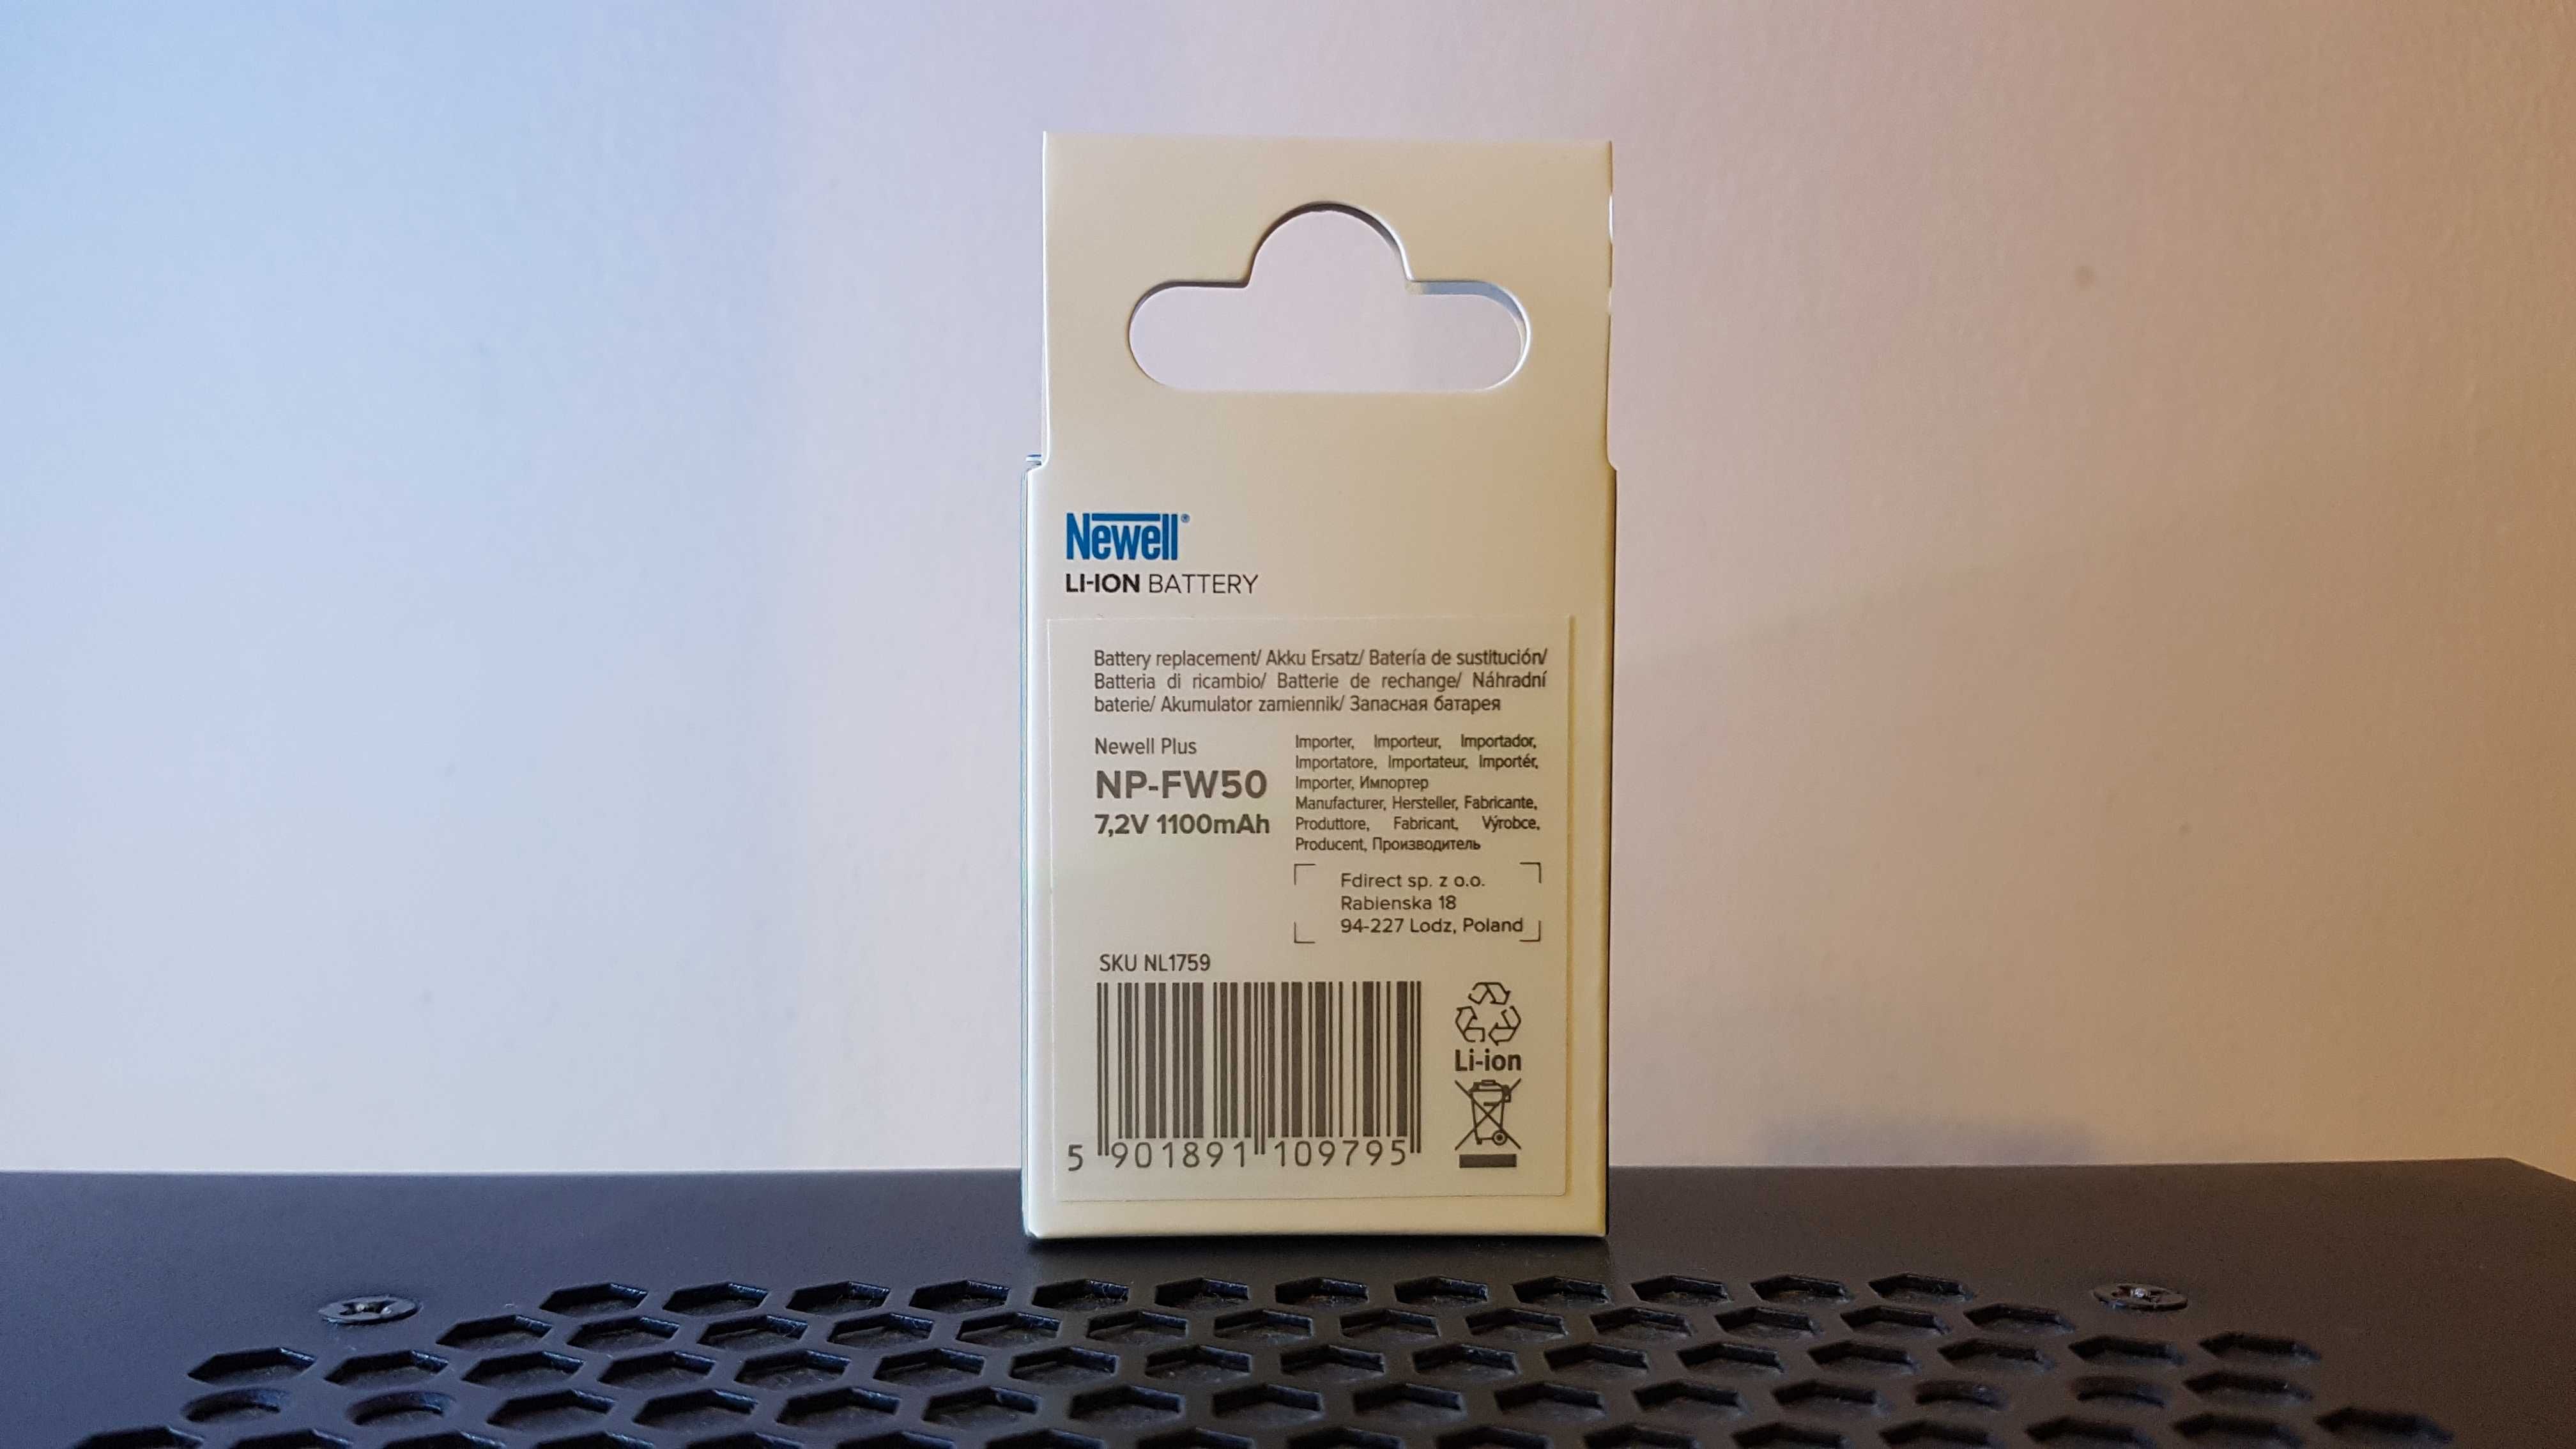 Newell®
LI-ION BATTERY
Battery replacement/ Akku Ersatz/ Batería de sustitución/
Batteria di ricambio/ Batterie de rechange/ Náhradní
baterie/ Akumulator zamiennik/ Запасная батарея
Newell Plus
NP-FW50
7,2V 1100mAh
Importer, Importeur, Importador,
Importatore, Importateur, Importér,
Importer, Импортер
Manufacturer, Hersteller, Fabricante,
Produttore, Fabricant, Výrobce,
Producent, Производитель
Fdirect sp. z o.o.
Rabienska 18
94-227 Lodz, Poland
SKU NL1759
5 901891 109795
Li-ion